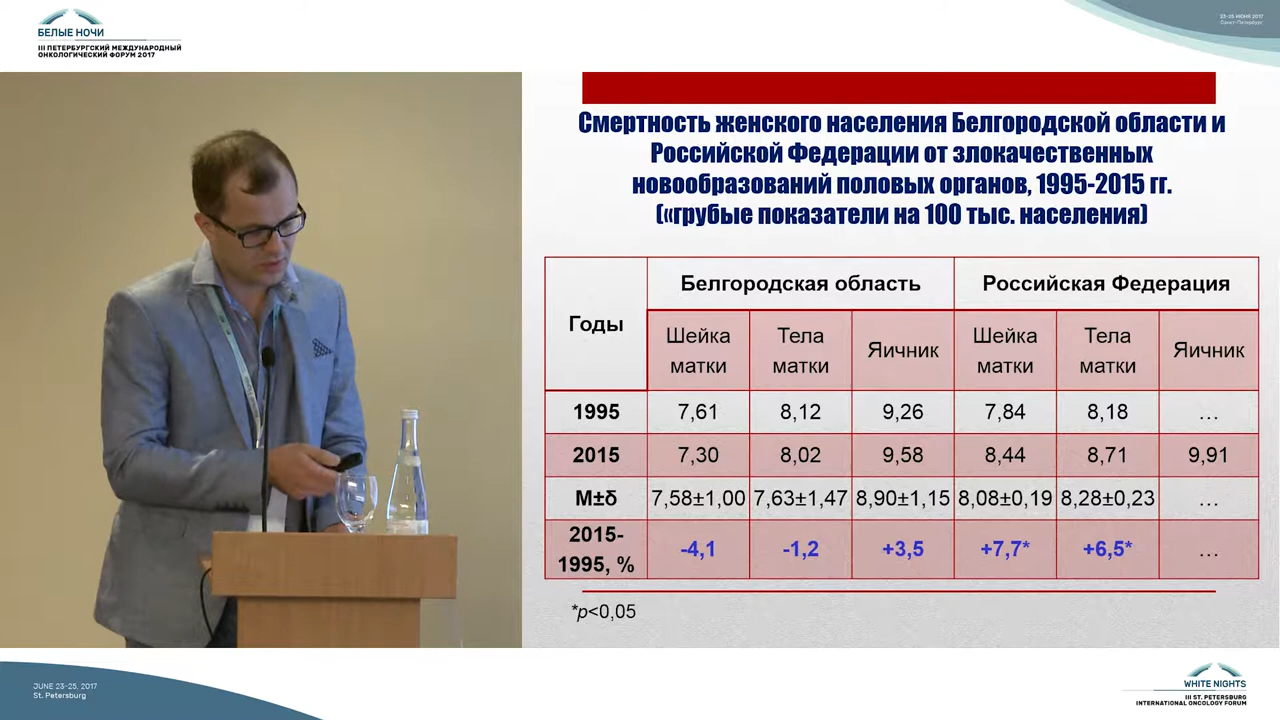 БЕЛЫЕ НОЧИ
III ПЕТЕРБУРГСКИЙ МЕЖДУНАРОДНЫЙ
ОНКОЛОГИЧЕСКИЙ ФОРУМ 2017
23-25 ИЮНЯ 2017
Санкт-Петербург
Смертность женского населения Белгородской области и
Российской Федерации от злокачественных
новообразований половых органов, 1995-2015 гг.
(«грубые показатели на 100 тыс. населения)
Годы
Белгородская область
Российская Федерация
Шейка матки
Тела матки
Яичник
Шейка матки
Тела матки
Яичник
1995 7,61 8,12 9,26 7,84 8,18 …
2015 7,30 8,02 9,58 8,44 8,71 9,91
M±δ 7,58±1,00 7,63±1,47 8,90±1,15 8,08±0,19 8,28±0,23 …
2015-1995, % -4,1 -1,2 +3,5 +7,7* +6,5* …
*p<0,05
JUNE 23-25, 2017
St. Petersburg
WHITE NIGHTS
III ST. PETERSBURG
INTERNATIONAL ONCOLOGY FORUM